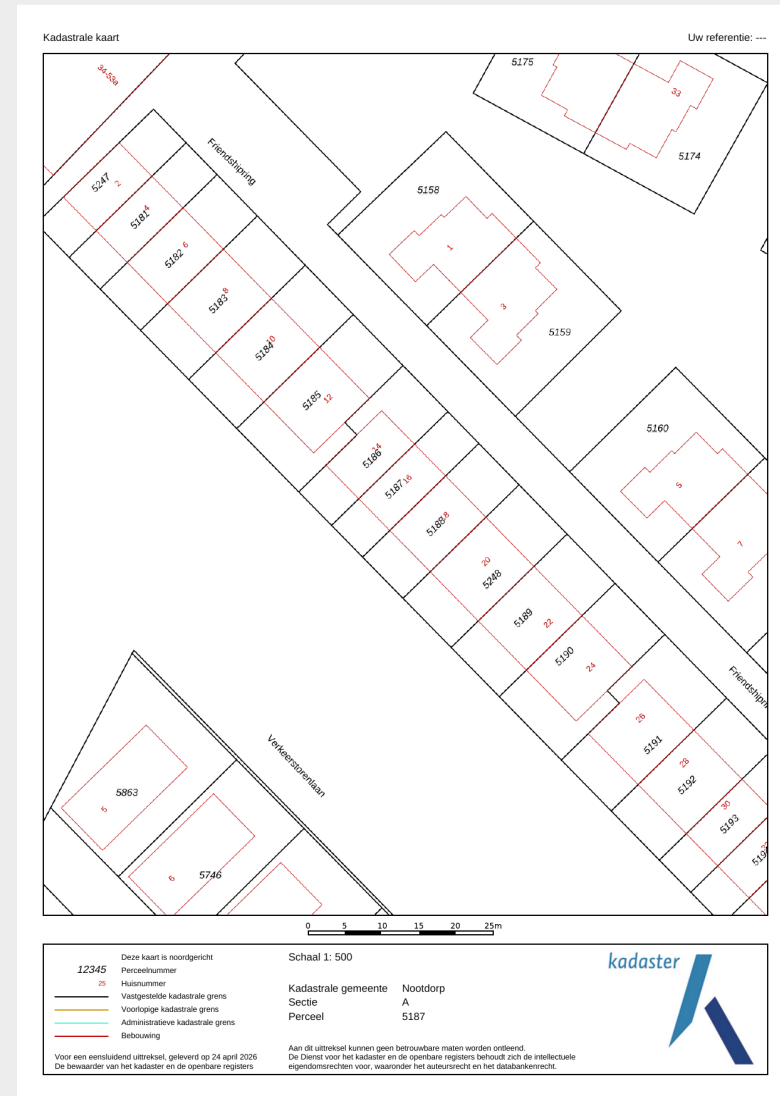 Kadastrale kaart
Uw referentie: ---
34-53a
Friendshipring
5175
33
5174
5247
2
5181
4
5182
6
5183
8
5184
10
5185
12
5158
1
3
5159
5160
5
7
5186
14
5187
16
5188
18
20
5248
5189
22
5190
24
Friendshipring
26
5191
28
5192
30
5193
Verkeerstorenlaan
5863
5
6
5746
0 5 10 15 20 25m
Deze kaart is noordgericht
12345 Perceelnummer
25 Huisnummer
Vastgestelde kadastrale grens
Voorlopige kadastrale grens
Administratieve kadastrale grens
Bebouwing
Voor een eensluidend uittreksel, geleverd op 24 april 2026
De bewaarder van het kadaster en de openbare registers
Schaal 1: 500
Kadastrale gemeente Nootdorp
Sectie A
Perceel 5187
Aan dit uittreksel kunnen geen betrouwbare maten worden ontleend.
De Dienst voor het kadaster en de openbare registers behoudt zich de intellectuele
eigendomsrechten voor, waaronder het auteursrecht en het databankenrecht.
kadaster